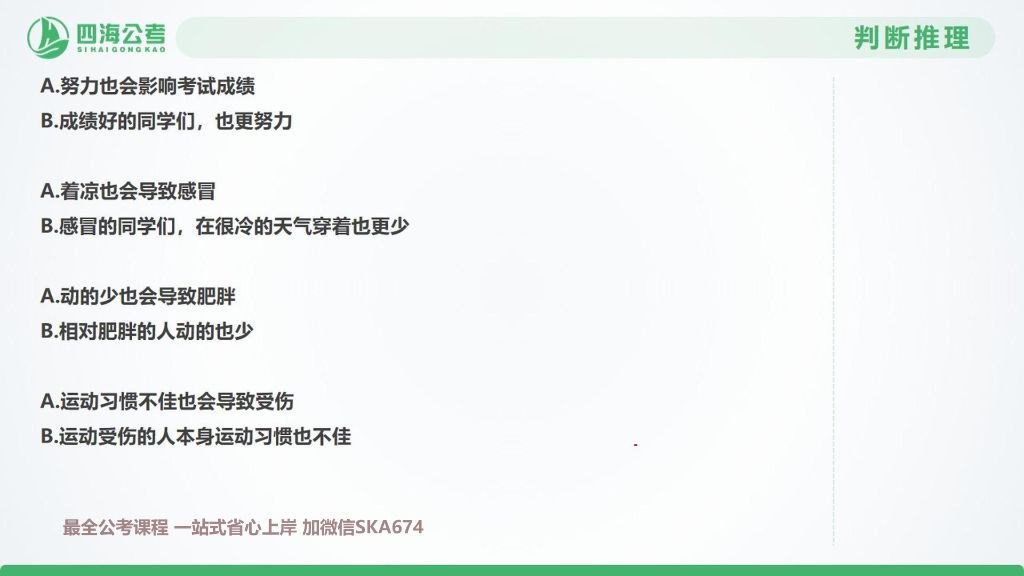 四海公考
SIHAIGONGKAO
判断推理
A.努力也会影响考试成绩
B.成绩好的同学们，也更努力
A.着凉也会导致感冒
B.感冒的同学们，在很冷的天气穿着也更少
A.动的少也会导致肥胖
B.相对肥胖的人动的也少
A.运动习惯不佳也会导致受伤
B.运动受伤的人本身运动习惯也不佳
最全公考课程 一站式省心上岸 加微信SKA674